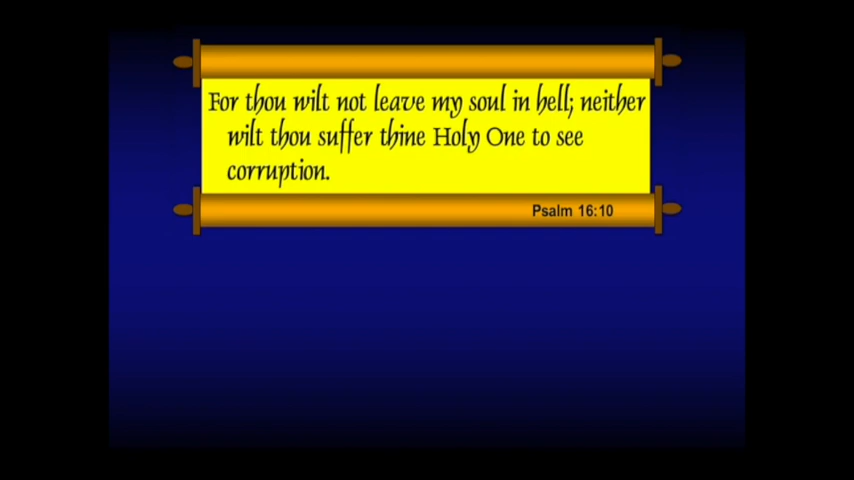 For thou wilt not leave my soul in hell; neither
wilt thou suffer thine Holy One to see
corruption.
Psalm 16:10